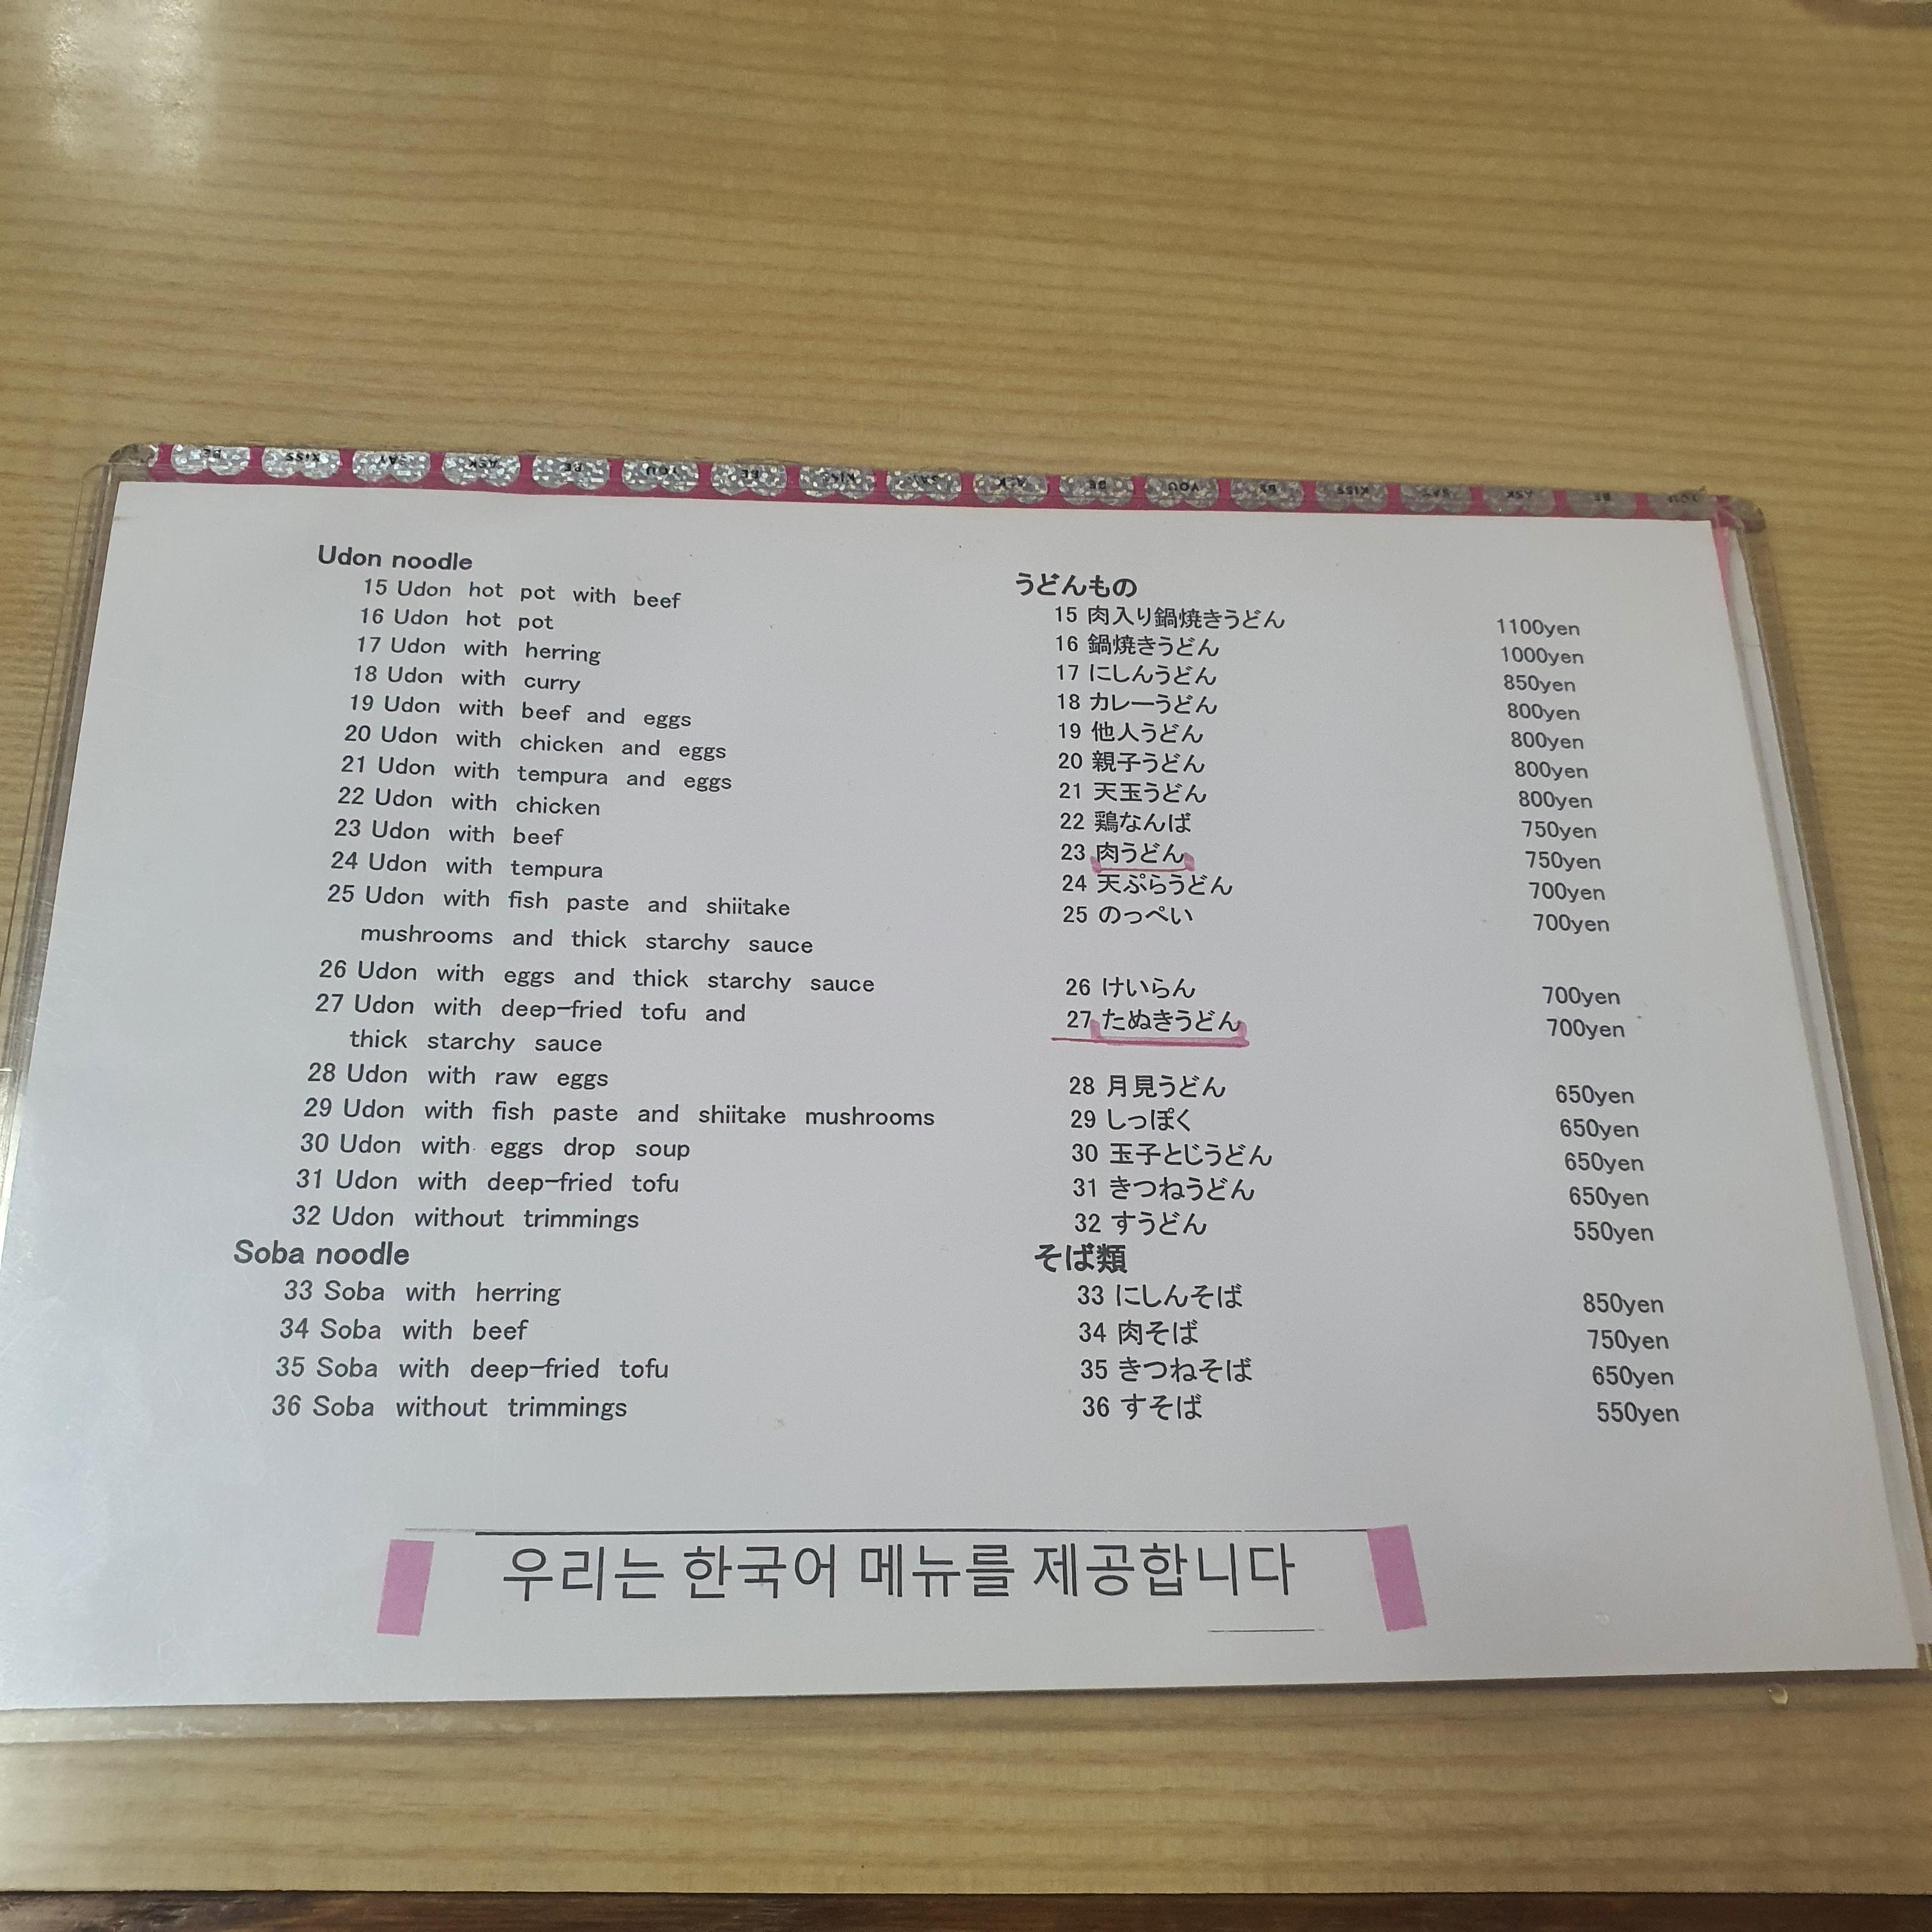 Udon noodle
15 Udon hot pot with beef
16 Udon hot pot
17 Udon with herring
18 Udon with curry
19 Udon with beef and eggs
20 Udon with chicken and eggs
21 Udon with tempura and eggs
22 Udon with chicken
23 Udon with beef
24 Udon with tempura
25 Udon with fish paste and shiitake
mushrooms and thick starchy sauce
26 Udon with eggs and thick starchy sauce
27 Udon with deep-fried tofu and
thick starchy sauce
28 Udon with raw eggs
29 Udon with fish paste and shiitake mushrooms
30 Udon with eggs drop soup
31 Udon with deep-fried tofu
32 Udon without trimmings
Soba noodle
33 Soba with herring
34 Soba with beef
35 Soba with deep-fried tofu
36 Soba without trimmings
うどんもの
15 肉入り鍋焼きうどん 1100yen
16 鍋焼きうどん 1000yen
17 にしんうどん 850yen
18 カレーうどん 800yen
19 他人うどん 800yen
20 親子うどん 800yen
21 天玉うどん 800yen
22 鶏なんば 750yen
23 肉うどん 750yen
24 天ぷらうどん 700yen
25 のっぺい 700yen
26 けいらん 700yen
27 たぬきうどん 700yen
28 月見うどん 650yen
29 しっぽく 650yen
30 玉子とじうどん 650yen
31 きつねうどん 650yen
32 すうどん 550yen
そば類
33 にしんそば 850yen
34 肉そば 750yen
35 きつねそば 650yen
36 すそば 550yen
우리는 한국어 메뉴를 제공합니다